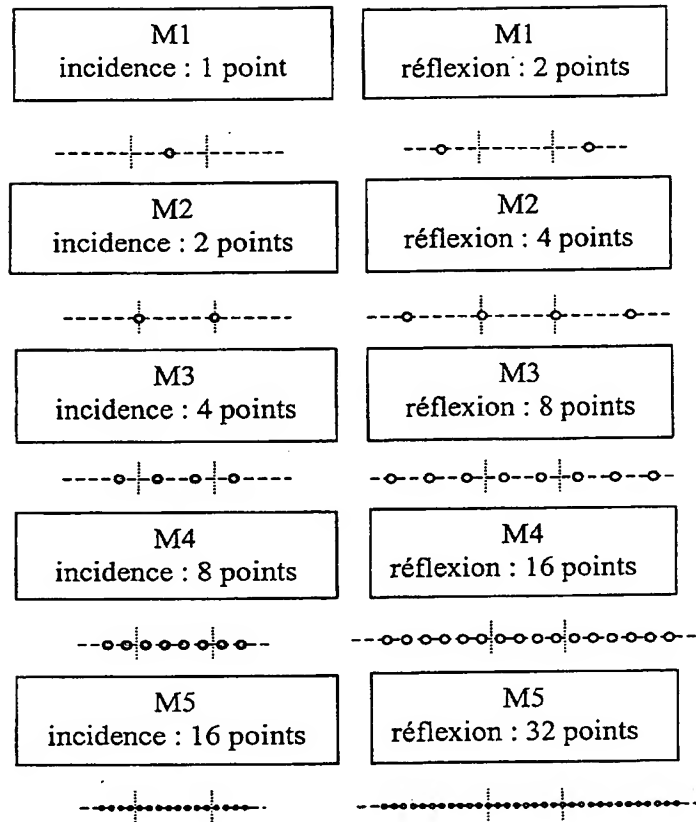 M1
incidence : 1 point
M1
réflexion : 2 points
M2
incidence : 2 points
M2
réflexion : 4 points
M3
incidence : 4 points
M3
réflexion : 8 points
M4
incidence : 8 points
M4
réflexion : 16 points
M5
incidence : 16 points
M5
réflexion : 32 points